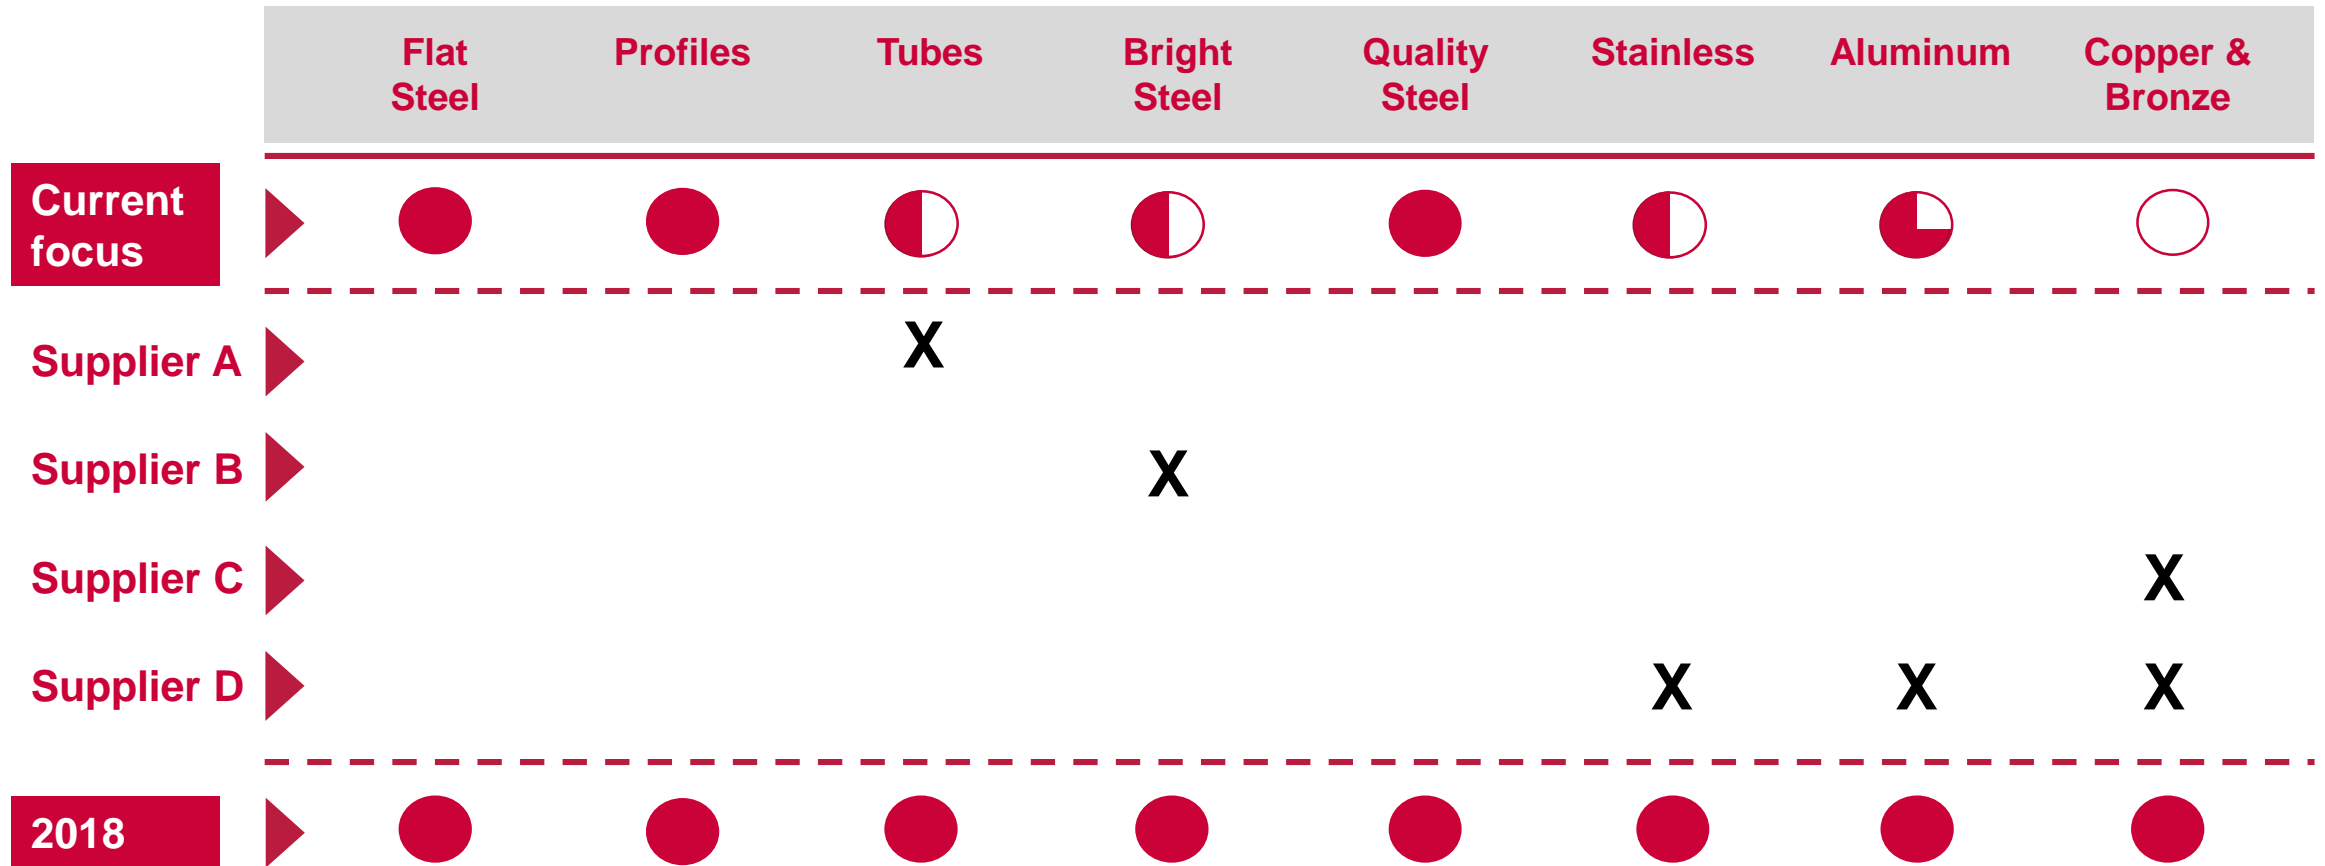 Flat Profiles Tubes Bright Quality Stainless Aluminum Copper &
Steel Steel Steel Bronze
Current
focus
X
Supplier A
Supplier B X
Supplier C X
Supplier D X X X
2018